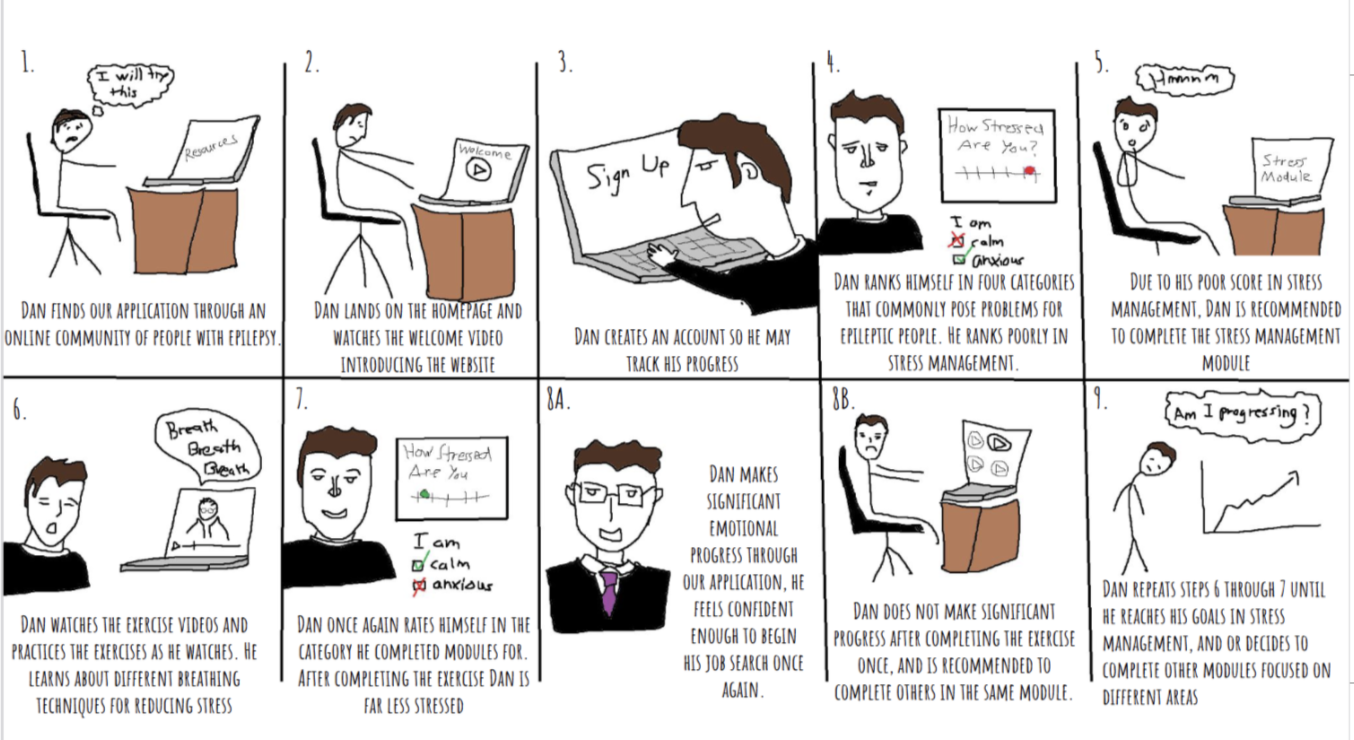 1.
I will try
this
Resources
DAN FINDS OUR APPLICATION THROUGH AN
ONLINE COMMUNITY OF PEOPLE WITH EPILEPSY.
2.
Welcome
DAN LANDS ON THE HOMEPAGE AND
WATCHES THE WELCOME VIDEO
INTRODUCING THE WEBSITE
3.
Sign Up
DAN CREATES AN ACCOUNT SO HE MAY
TRACK HIS PROGRESS
4.
How Stressed
Are You?
I am
calm
anxious
DAN RANKS HIMSELF IN FOUR CATEGORIES
THAT COMMONLY POSE PROBLEMS FOR
EPILEPTIC PEOPLE. HE RANKS POORLY IN
STRESS MANAGEMENT.
5.
Hmmm m
Stress
Module
DUE TO HIS POOR SCORE IN STRESS
MANAGEMENT, DAN IS RECOMMENDED
TO COMPLETE THE STRESS MANAGEMENT
MODULE
6.
Breath
Breath
Breath
DAN WATCHES THE EXERCISE VIDEOS AND
PRACTICES THE EXERCISES AS HE WATCHES. HE
LEARNS ABOUT DIFFERENT BREATHING
TECHNIQUES FOR REDUCING STRESS
7.
How Stressed
Are You
I am
calm
anxious
DAN ONCE AGAIN RATES HIMSELF IN THE
CATEGORY HE COMPLETED MODULES FOR.
AFTER COMPLETING THE EXERCISE DAN IS
FAR LESS STRESSED
8A.
DAN MAKES
SIGNIFICANT
EMOTIONAL
PROGRESS THROUGH
OUR APPLICATION, HE
FEELS CONFIDENT
ENOUGH TO BEGIN
HIS JOB SEARCH ONCE
AGAIN.
8B.
DAN DOES NOT MAKE SIGNIFICANT
PROGRESS AFTER COMPLETING THE EXERCISE
ONCE, AND IS RECOMMENDED TO
COMPLETE OTHERS IN THE SAME MODULE.
9.
Am I progressing?
DAN REPEATS STEPS 6 THROUGH 7 UNTIL
HE REACHES HIS GOALS IN STRESS
MANAGEMENT, AND OR DECIDES TO
COMPLETE OTHER MODULES FOCUSED ON
DIFFERENT AREAS